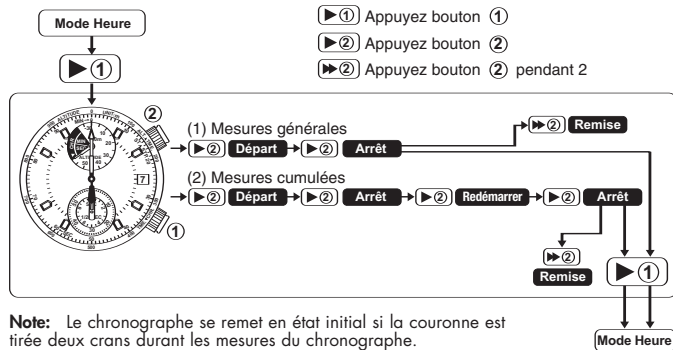 Mode Heure
▶①
▶① Appuyez bouton ①
▶② Appuyez bouton ②
▶▶② Appuyez bouton ② pendant 2
②
①
ALTITUDE
7
(1) Mesures générales
▶② Départ ▶② Arrêt
▶▶② Remise
(2) Mesures cumulées
▶② Départ ▶② Arrêt ▶② Redémarrer ▶② Arrêt
▶▶②
Remise
▶①
Mode Heure
Note: Le chronographe se remet en état initial si la couronne est
tirée deux crans durant les mesures du chronographe.